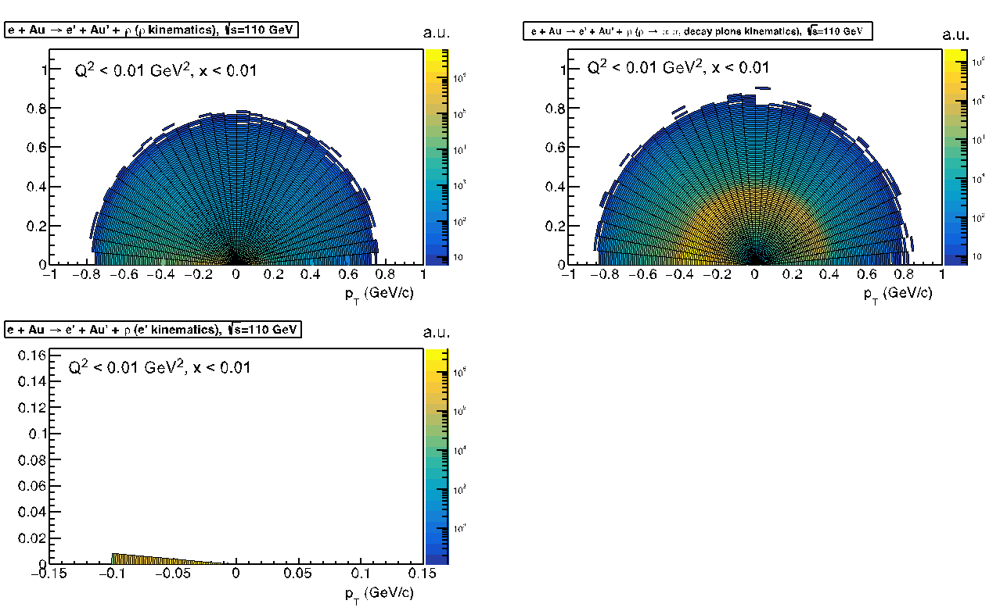 e + Au → e' + Au' + ρ (ρ kinematics), √s=110 GeV
a.u.
Q² < 0.01 GeV², x < 0.01
1
0.8
0.6
0.4
0.2
0
−1 −0.8 −0.6 −0.4 −0.2 0 0.2 0.4 0.6 0.8 1
p_T (GeV/c)
10
e + Au → e' + Au' + ρ (ρ → π π, decay pions kinematics), √s=110 GeV
a.u.
Q² < 0.01 GeV², x < 0.01
1
0.8
0.6
0.4
0.2
0
−1 −0.8 −0.6 −0.4 −0.2 0 0.2 0.4 0.6 0.8 1
p_T (GeV/c)
10
e + Au → e' + Au' + ρ (e' kinematics), √s=110 GeV
a.u.
Q² < 0.01 GeV², x < 0.01
0.16
0.14
0.12
0.1
0.08
0.06
0.04
0.02
0
−0.15 −0.1 −0.05 0 0.05 0.1 0.15
p_T (GeV/c)